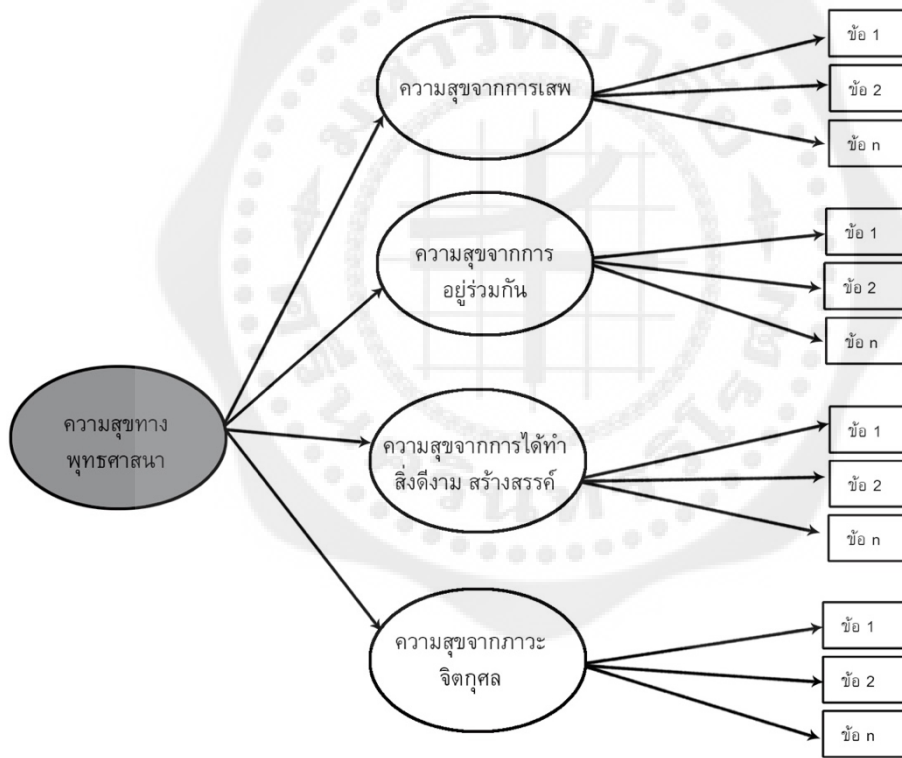 ความสุขทาง
พุทธศาสนา
ความสุขจากการเสพ
ข้อ 1
ข้อ 2
ข้อ n
ความสุขจากการ
อยู่ร่วมกัน
ข้อ 1
ข้อ 2
ข้อ n
ความสุขจากการได้ทำ
สิ่งดีงาม สร้างสรรค์
ข้อ 1
ข้อ 2
ข้อ n
ความสุขจากภาวะ
จิตกุศล
ข้อ 1
ข้อ 2
ข้อ n